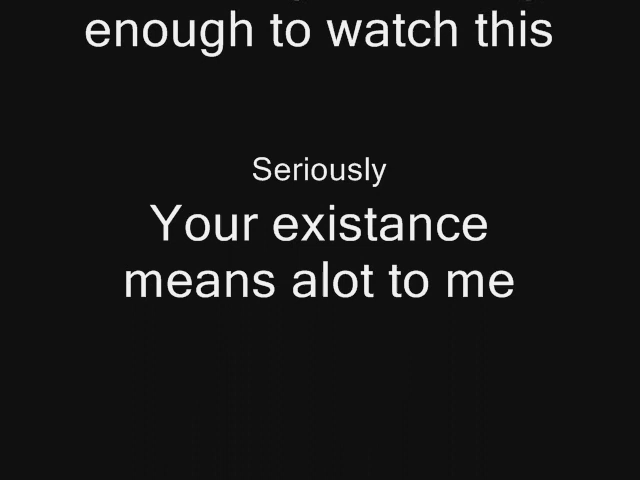 enough to watch this
Seriously
Your existance
means alot to me